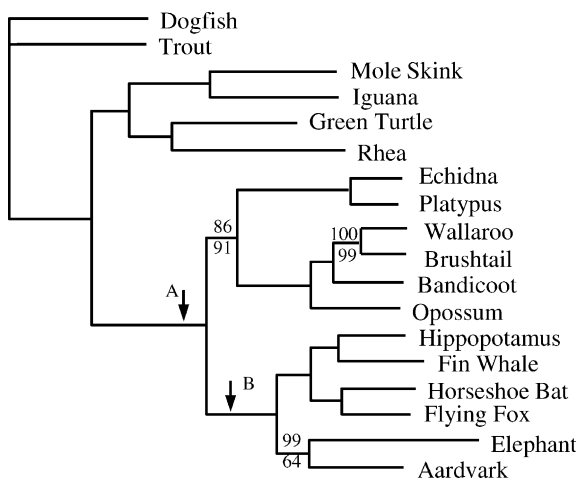 Dogfish
Trout
Mole Skink
Iguana
Green Turtle
Rhea
Echidna
Platypus
86
91
100
99
Wallaroo
Brushtail
Bandicoot
Opossum
A
Hippopotamus
Fin Whale
B
Horseshoe Bat
Flying Fox
99
64
Elephant
Aardvark